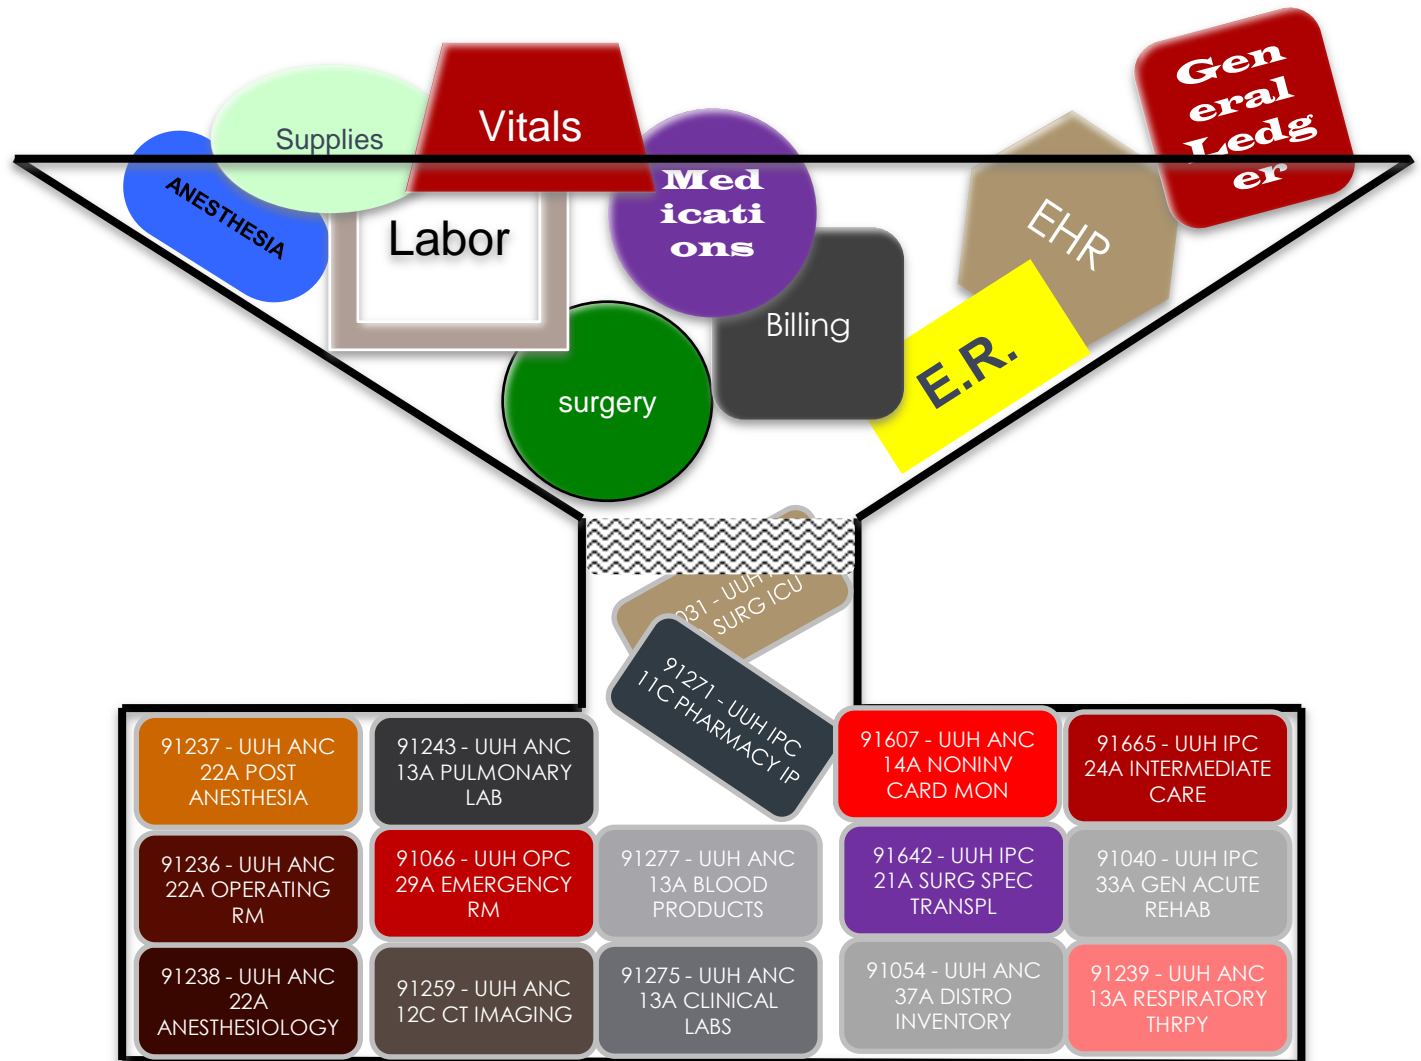 Gen
eral
Ledg
er
Supplies
Vitals
ANESTHESIA
Med
icati
ons
Labor
EHR
Billing
E.R.
surgery
031 - UUH
SURG ICU
91271 - UUH IPC
11C PHARMACY IP
91237 - UUH ANC
22A POST
ANESTHESIA
91243 - UUH ANC
13A PULMONARY
LAB
91607 - UUH ANC
14A NONINV
CARD MON
91665 - UUH IPC
24A INTERMEDIATE
CARE
91236 - UUH ANC
22A OPERATING
RM
91066 - UUH OPC
29A EMERGENCY
RM
91277 - UUH ANC
13A BLOOD
PRODUCTS
91642 - UUH IPC
21A SURG SPEC
TRANSPL
91040 - UUH IPC
33A GEN ACUTE
REHAB
91238 - UUH ANC
22A
ANESTHESIOLOGY
91259 - UUH ANC
12C CT IMAGING
91275 - UUH ANC
13A CLINICAL
LABS
91054 - UUH ANC
37A DISTRO
INVENTORY
91239 - UUH ANC
13A RESPIRATORY
THRPY